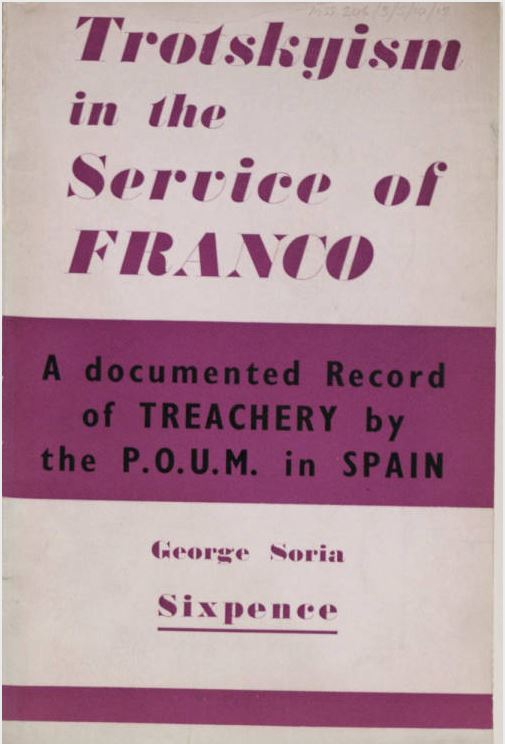 Trotskyism
in the
Service of
FRANCO
A documented Record
of TREACHERY by
the P.O.U.M. in SPAIN
George Soria
Sixpence